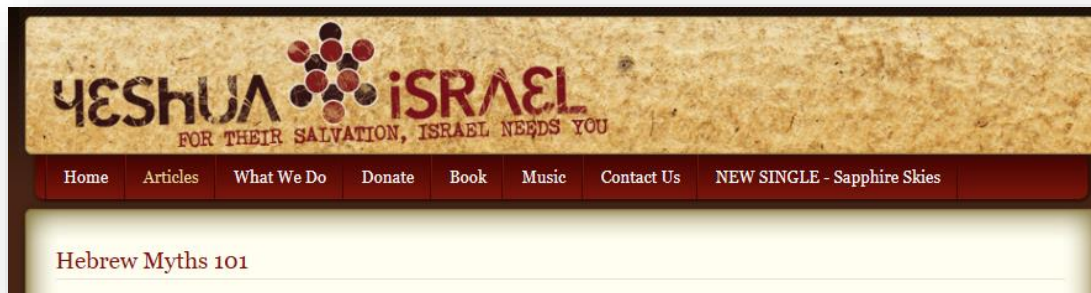 YESHUA iSRAEL
FOR THEIR SALVATION, ISRAEL NEEDS YOU
Home Articles What We Do Donate Book Music Contact Us NEW SINGLE - Sapphire Skies
Hebrew Myths 101